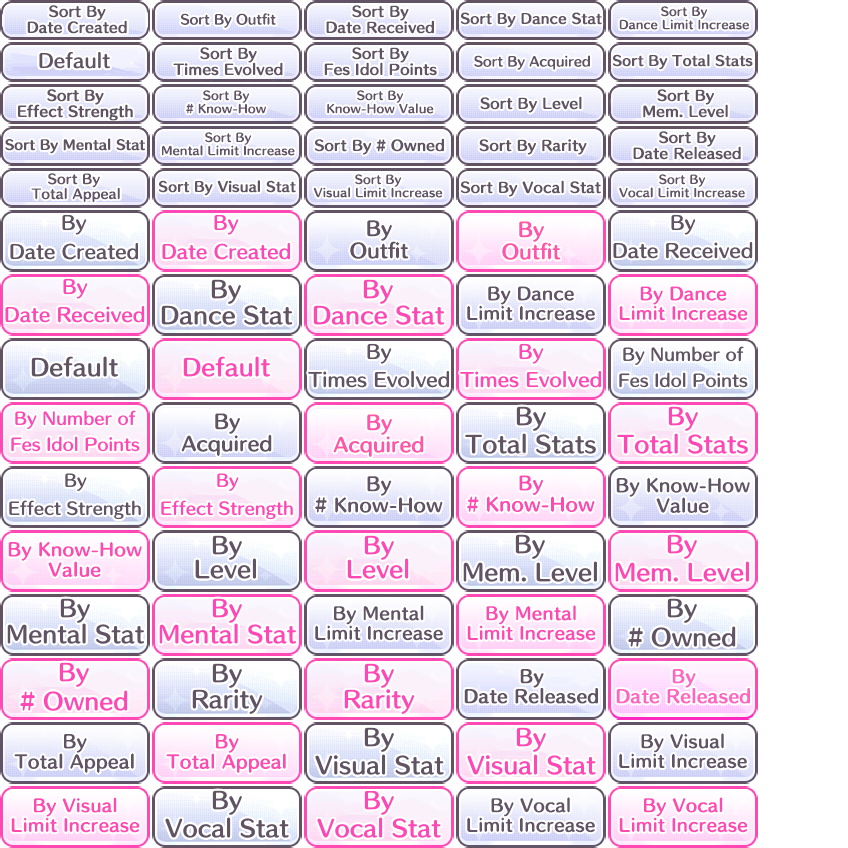 Sort By
Date Created
Sort By Outfit
Sort By
Date Received
Sort By Dance Stat
Sort By
Dance Limit Increase
Default
Sort By
Times Evolved
Sort By
Fes Idol Points
Sort By Acquired
Sort By Total Stats
Sort By
Effect Strength
Sort By
# Know-How
Sort By
Know-How Value
Sort By Level
Sort By
Mem. Level
Sort By Mental Stat
Sort By
Mental Limit Increase
Sort By # Owned
Sort By Rarity
Sort By
Date Released
Sort By
Total Appeal
Sort By Visual Stat
Sort By
Visual Limit Increase
Sort By Vocal Stat
Sort By
Vocal Limit Increase
By
Date Created
By
Date Created
By
Outfit
By
Outfit
By
Date Received
By
Date Received
By
Dance Stat
By
Dance Stat
By Dance
Limit Increase
By Dance
Limit Increase
Default
Default
By
Times Evolved
By
Times Evolved
By Number of
Fes Idol Points
By Number of
Fes Idol Points
By
Acquired
By
Acquired
By
Total Stats
By
Total Stats
By
Effect Strength
By
Effect Strength
By
# Know-How
By
# Know-How
By Know-How
Value
By Know-How
Value
By
Level
By
Level
By
Mem. Level
By
Mem. Level
By
Mental Stat
By
Mental Stat
By Mental
Limit Increase
By Mental
Limit Increase
By
# Owned
By
# Owned
By
Rarity
By
Rarity
By
Date Released
By
Date Released
By
Total Appeal
By
Total Appeal
By
Visual Stat
By
Visual Stat
By Visual
Limit Increase
By Visual
Limit Increase
By
Vocal Stat
By
Vocal Stat
By Vocal
Limit Increase
By Vocal
Limit Increase